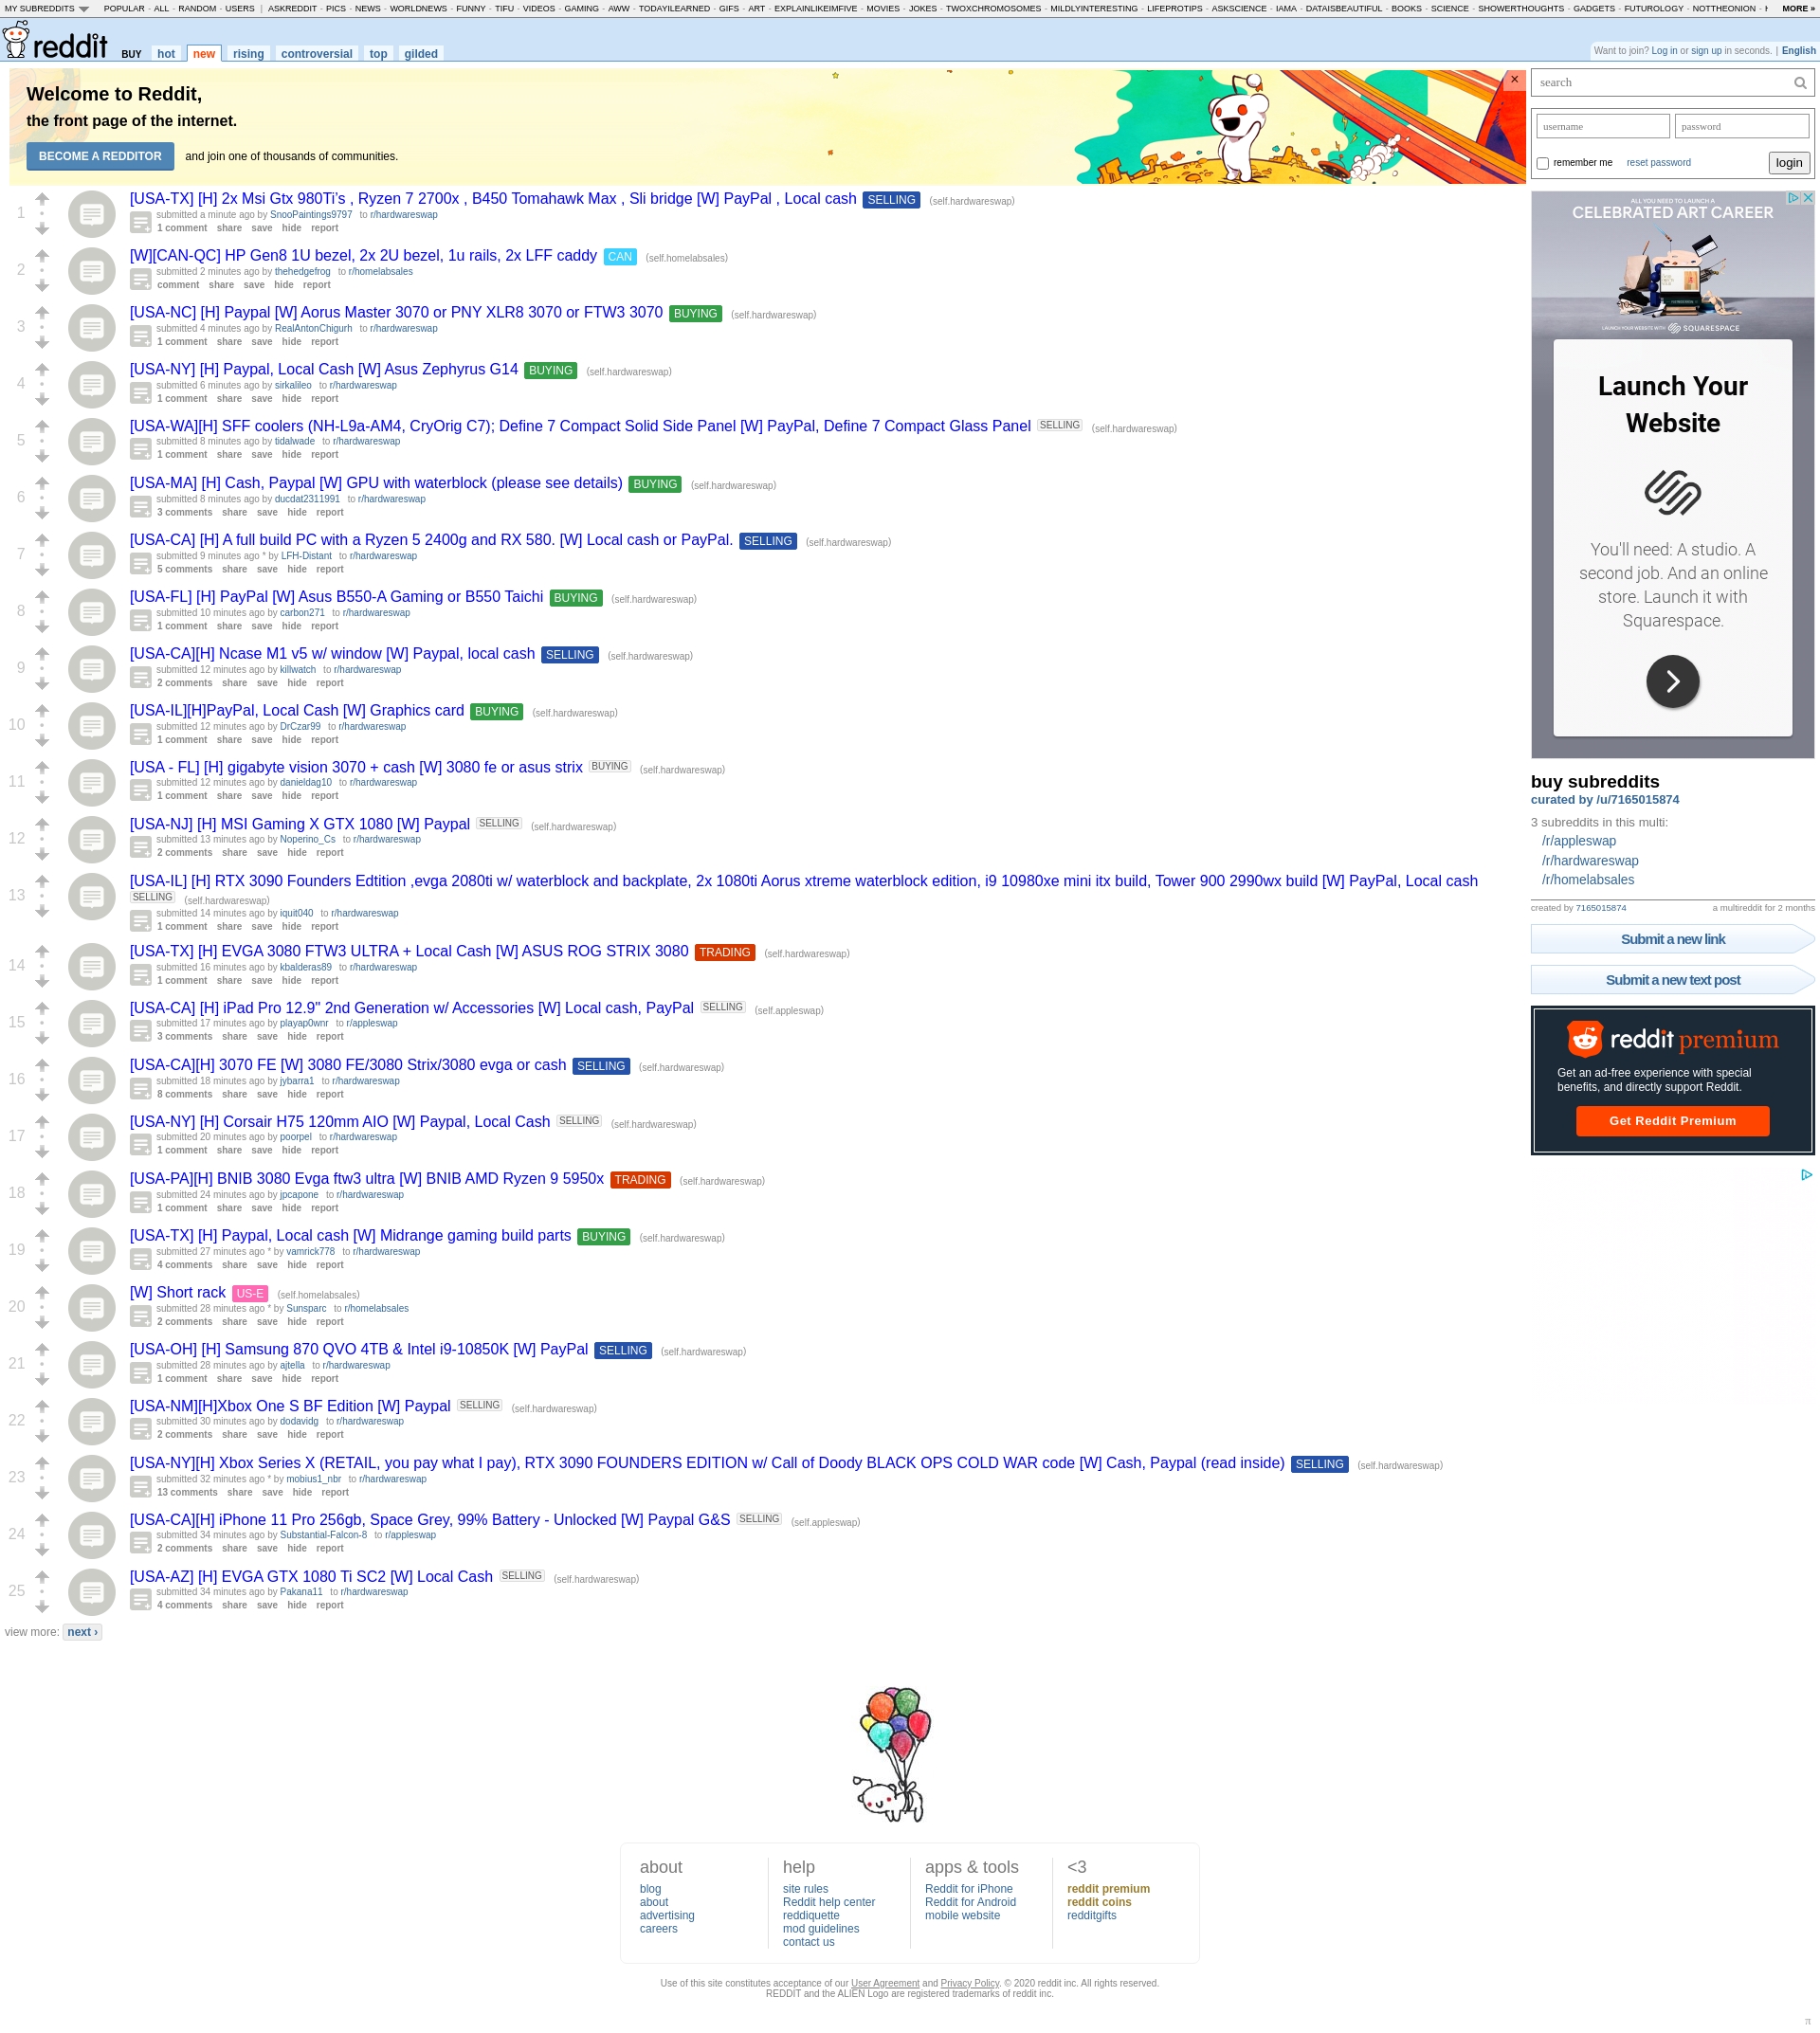 MY SUBREDDITS POPULAR - ALL - RANDOM - USERS | ASKREDDIT - PICS - NEWS - WORLDNEWS - FUNNY - TIFU - VIDEOS - GAMING - AWW - TODAYILEARNED - GIFS - ART - EXPLAINLIKEIMFIVE - MOVIES - JOKES - TWOXCHROMOSOMES - MILDLYINTERESTING - LIFEPROTIPS - ASKSCIENCE - IAMA - DATAISBEAUTIFUL - BOOKS - SCIENCE - SHOWERTHOUGHTS - GADGETS - FUTUROLOGY - NOTTHEONION - MORE »
reddit BUY hot new rising controversial top gilded
Want to join? Log in or sign up in seconds. | English
Welcome to Reddit,
the front page of the internet.
BECOME A REDDITOR and join one of thousands of communities.
×
1
[USA-TX] [H] 2x Msi Gtx 980Ti's , Ryzen 7 2700x , B450 Tomahawk Max , Sli bridge [W] PayPal , Local cash SELLING (self.hardwareswap)
submitted a minute ago by SnooPaintings9797 to r/hardwareswap
1 comment share save hide report
2
[W][CAN-QC] HP Gen8 1U bezel, 2x 2U bezel, 1u rails, 2x LFF caddy CAN (self.homelabsales)
submitted 2 minutes ago by thehedgefrog to r/homelabsales
comment share save hide report
3
[USA-NC] [H] Paypal [W] Aorus Master 3070 or PNY XLR8 3070 or FTW3 3070 BUYING (self.hardwareswap)
submitted 4 minutes ago by RealAntonChigurh to r/hardwareswap
1 comment share save hide report
4
[USA-NY] [H] Paypal, Local Cash [W] Asus Zephyrus G14 BUYING (self.hardwareswap)
submitted 6 minutes ago by sirkalileo to r/hardwareswap
1 comment share save hide report
5
[USA-WA][H] SFF coolers (NH-L9a-AM4, CryOrig C7); Define 7 Compact Solid Side Panel [W] PayPal, Define 7 Compact Glass Panel SELLING (self.hardwareswap)
submitted 8 minutes ago by tidalwade to r/hardwareswap
1 comment share save hide report
6
[USA-MA] [H] Cash, Paypal [W] GPU with waterblock (please see details) BUYING (self.hardwareswap)
submitted 8 minutes ago by ducdat2311991 to r/hardwareswap
3 comments share save hide report
7
[USA-CA] [H] A full build PC with a Ryzen 5 2400g and RX 580. [W] Local cash or PayPal. SELLING (self.hardwareswap)
submitted 9 minutes ago * by LFH-Distant to r/hardwareswap
5 comments share save hide report
8
[USA-FL] [H] PayPal [W] Asus B550-A Gaming or B550 Taichi BUYING (self.hardwareswap)
submitted 10 minutes ago by carbon271 to r/hardwareswap
1 comment share save hide report
9
[USA-CA][H] Ncase M1 v5 w/ window [W] Paypal, local cash SELLING (self.hardwareswap)
submitted 12 minutes ago by killwatch to r/hardwareswap
2 comments share save hide report
10
[USA-IL][H]PayPal, Local Cash [W] Graphics card BUYING (self.hardwareswap)
submitted 12 minutes ago by DrCzar99 to r/hardwareswap
1 comment share save hide report
11
[USA - FL] [H] gigabyte vision 3070 + cash [W] 3080 fe or asus strix BUYING (self.hardwareswap)
submitted 12 minutes ago by danieldag10 to r/hardwareswap
1 comment share save hide report
12
[USA-NJ] [H] MSI Gaming X GTX 1080 [W] Paypal SELLING (self.hardwareswap)
submitted 13 minutes ago by Noperino_Cs to r/hardwareswap
2 comments share save hide report
13
[USA-IL] [H] RTX 3090 Founders Edtition ,evga 2080ti w/ waterblock and backplate, 2x 1080ti Aorus xtreme waterblock edition, i9 10980xe mini itx build, Tower 900 2990wx build [W] PayPal, Local cash
SELLING (self.hardwareswap)
submitted 14 minutes ago by iquit040 to r/hardwareswap
1 comment share save hide report
14
[USA-TX] [H] EVGA 3080 FTW3 ULTRA + Local Cash [W] ASUS ROG STRIX 3080 TRADING (self.hardwareswap)
submitted 16 minutes ago by kbalderas89 to r/hardwareswap
1 comment share save hide report
15
[USA-CA] [H] iPad Pro 12.9" 2nd Generation w/ Accessories [W] Local cash, PayPal SELLING (self.appleswap)
submitted 17 minutes ago by playap0wnr to r/appleswap
3 comments share save hide report
16
[USA-CA][H] 3070 FE [W] 3080 FE/3080 Strix/3080 evga or cash SELLING (self.hardwareswap)
submitted 18 minutes ago by jybarra1 to r/hardwareswap
8 comments share save hide report
17
[USA-NY] [H] Corsair H75 120mm AIO [W] Paypal, Local Cash SELLING (self.hardwareswap)
submitted 20 minutes ago by poorpel to r/hardwareswap
1 comment share save hide report
18
[USA-PA][H] BNIB 3080 Evga ftw3 ultra [W] BNIB AMD Ryzen 9 5950x TRADING (self.hardwareswap)
submitted 24 minutes ago by jpcapone to r/hardwareswap
1 comment share save hide report
19
[USA-TX] [H] Paypal, Local cash [W] Midrange gaming build parts BUYING (self.hardwareswap)
submitted 27 minutes ago * by vamrick778 to r/hardwareswap
4 comments share save hide report
20
[W] Short rack US-E (self.homelabsales)
submitted 28 minutes ago * by Sunsparc to r/homelabsales
2 comments share save hide report
21
[USA-OH] [H] Samsung 870 QVO 4TB & Intel i9-10850K [W] PayPal SELLING (self.hardwareswap)
submitted 28 minutes ago by ajtella to r/hardwareswap
1 comment share save hide report
22
[USA-NM][H]Xbox One S BF Edition [W] Paypal SELLING (self.hardwareswap)
submitted 30 minutes ago by dodavidg to r/hardwareswap
2 comments share save hide report
23
[USA-NY][H] Xbox Series X (RETAIL, you pay what I pay), RTX 3090 FOUNDERS EDITION w/ Call of Doody BLACK OPS COLD WAR code [W] Cash, Paypal (read inside) SELLING (self.hardwareswap)
submitted 32 minutes ago * by mobius1_nbr to r/hardwareswap
13 comments share save hide report
24
[USA-CA][H] iPhone 11 Pro 256gb, Space Grey, 99% Battery - Unlocked [W] Paypal G&S SELLING (self.appleswap)
submitted 34 minutes ago by Substantial-Falcon-8 to r/appleswap
2 comments share save hide report
25
[USA-AZ] [H] EVGA GTX 1080 Ti SC2 [W] Local Cash SELLING (self.hardwareswap)
submitted 34 minutes ago by Pakana11 to r/hardwareswap
4 comments share save hide report
view more: next ›
search
username password
remember me reset password login
ALL YOU NEED TO LAUNCH A
CELEBRATED ART CAREER
LAUNCH YOUR WEBSITE WITH SQUARESPACE
Launch Your
Website
You'll need: A studio. A
second job. And an online
store. Launch it with
Squarespace.
buy subreddits
curated by /u/7165015874
3 subreddits in this multi:
/r/appleswap
/r/hardwareswap
/r/homelabsales
created by 7165015874 a multireddit for 2 months
Submit a new link
Submit a new text post
reddit premium
Get an ad-free experience with special
benefits, and directly support Reddit.
Get Reddit Premium
about
blog
about
advertising
careers
help
site rules
Reddit help center
reddiquette
mod guidelines
contact us
apps & tools
Reddit for iPhone
Reddit for Android
mobile website
<3
reddit premium
reddit coins
redditgifts
Use of this site constitutes acceptance of our User Agreement and Privacy Policy. © 2020 reddit inc. All rights reserved.
REDDIT and the ALIEN Logo are registered trademarks of reddit inc.
π